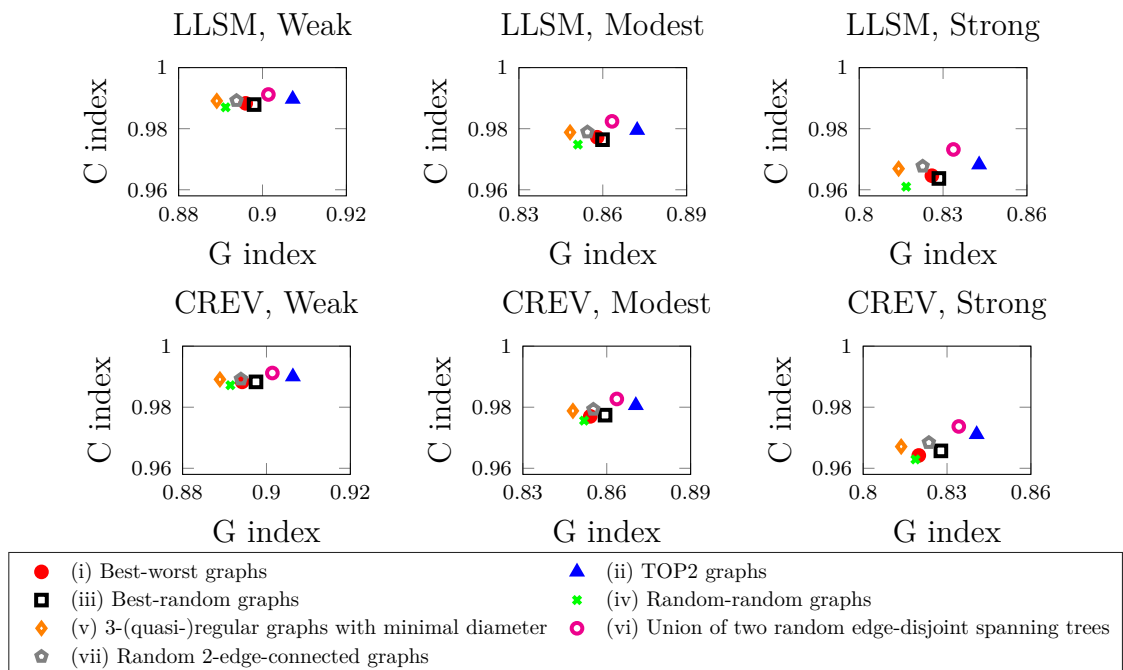 LLSM, Weak
LLSM, Modest
LLSM, Strong
1
0.98
0.96
0.88
0.9
0.92
C index
G index
1
0.98
0.96
0.83
0.86
0.89
C index
G index
1
0.98
0.96
0.8
0.83
0.86
C index
G index
CREV, Weak
CREV, Modest
CREV, Strong
1
0.98
0.96
0.88
0.9
0.92
C index
G index
1
0.98
0.96
0.83
0.86
0.89
C index
G index
1
0.98
0.96
0.8
0.83
0.86
C index
G index
(i) Best-worst graphs
(ii) TOP2 graphs
(iii) Best-random graphs
(iv) Random-random graphs
(v) 3-(quasi-)regular graphs with minimal diameter
(vi) Union of two random edge-disjoint spanning trees
(vii) Random 2-edge-connected graphs